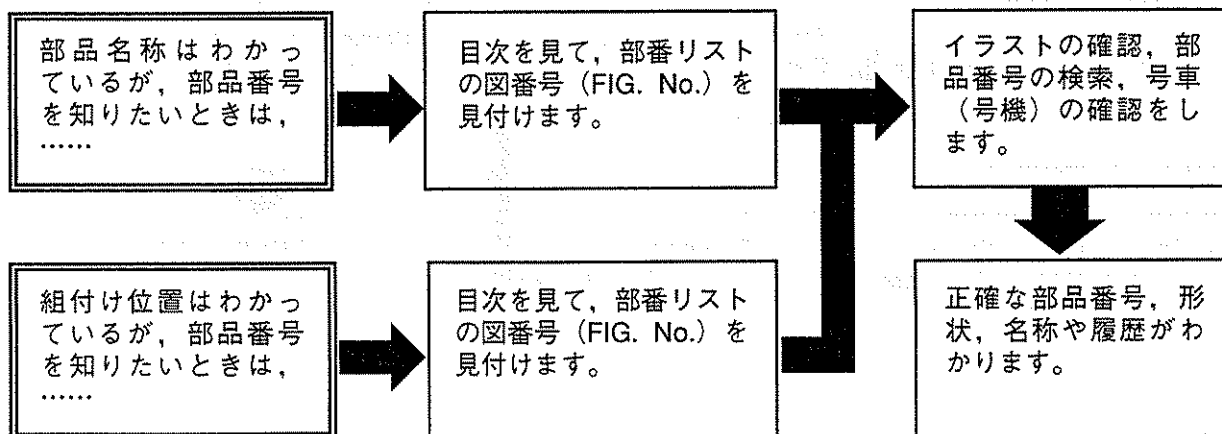 部品名称はわかっ
ているが，部品番号
を知りたいときは，
……
目次を見て，部番リスト
の図番号（FIG. No.）を
見付けます。
イラストの確認，部
品番号の検索，号車
（号機）の確認をし
ます。
組付け位置はわかっ
ているが，部品番号
を知りたいときは，
……
目次を見て，部番リスト
の図番号（FIG. No.）を
見付けます。
正確な部品番号，形
状，名称や履歴がわ
かります。